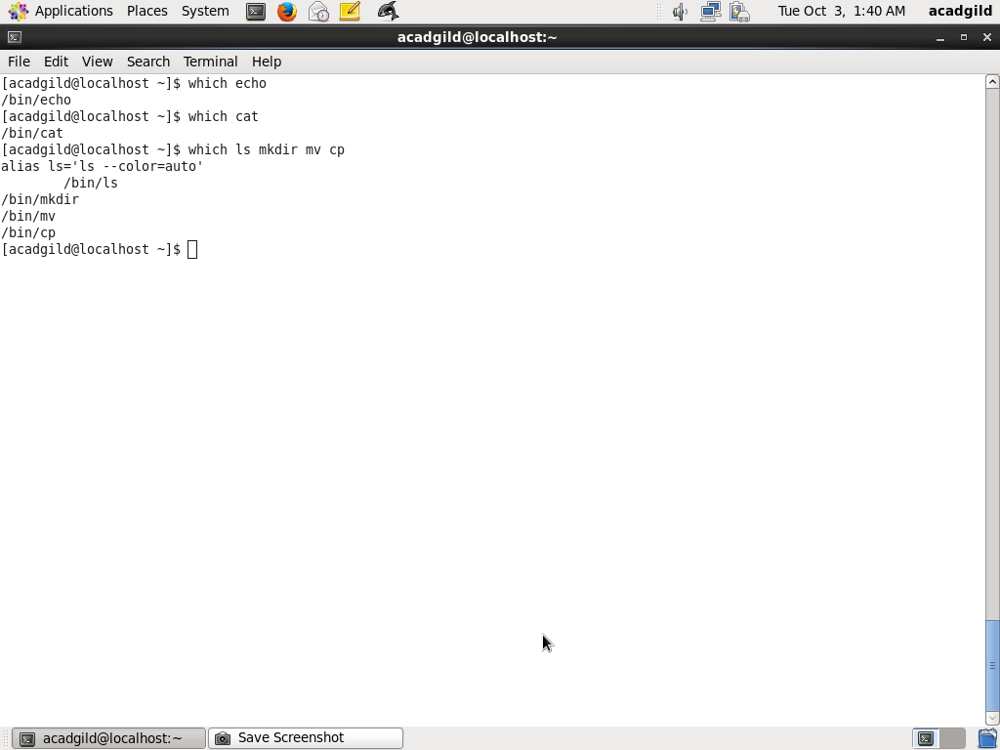 Applications Places System Tue Oct 3, 1:40 AM acadgild
acadgild@localhost:~
File Edit View Search Terminal Help
[acadgild@localhost ~]$ which echo
/bin/echo
[acadgild@localhost ~]$ which cat
/bin/cat
[acadgild@localhost ~]$ which ls mkdir mv cp
alias ls='ls --color=auto'
        /bin/ls
/bin/mkdir
/bin/mv
/bin/cp
[acadgild@localhost ~]$
acadgild@localhost:~ Save Screenshot